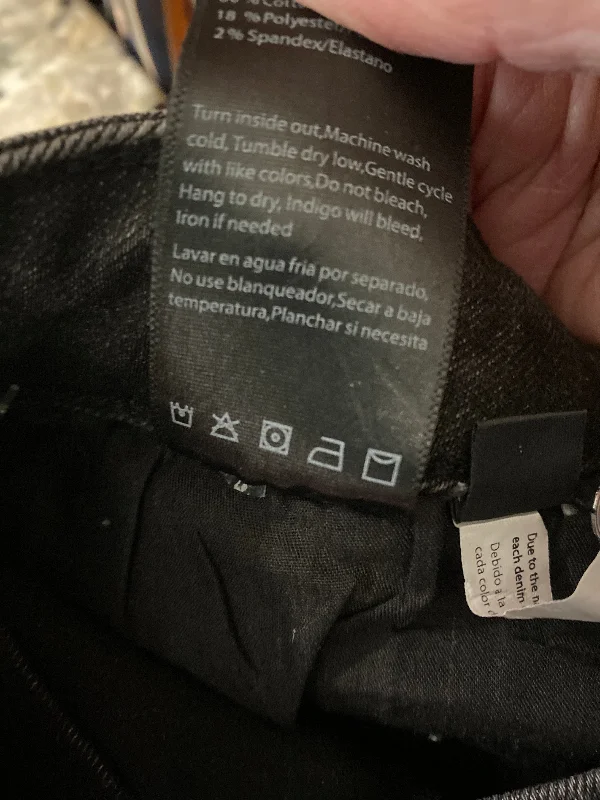 18 %Polyester
2% Spandex/Elastano
Turn inside out,Machine wash
cold, Tumble dry low,Gentle cycle
with like colors,Do not bleach,
Hang to dry, Indigo will bleed,
Iron if needed
Lavar en agua fria por separado,
No use blanqueador,Secar a baja
temperatura,Planchar si necesita
Due to the
each denim
Debido a la
cada color